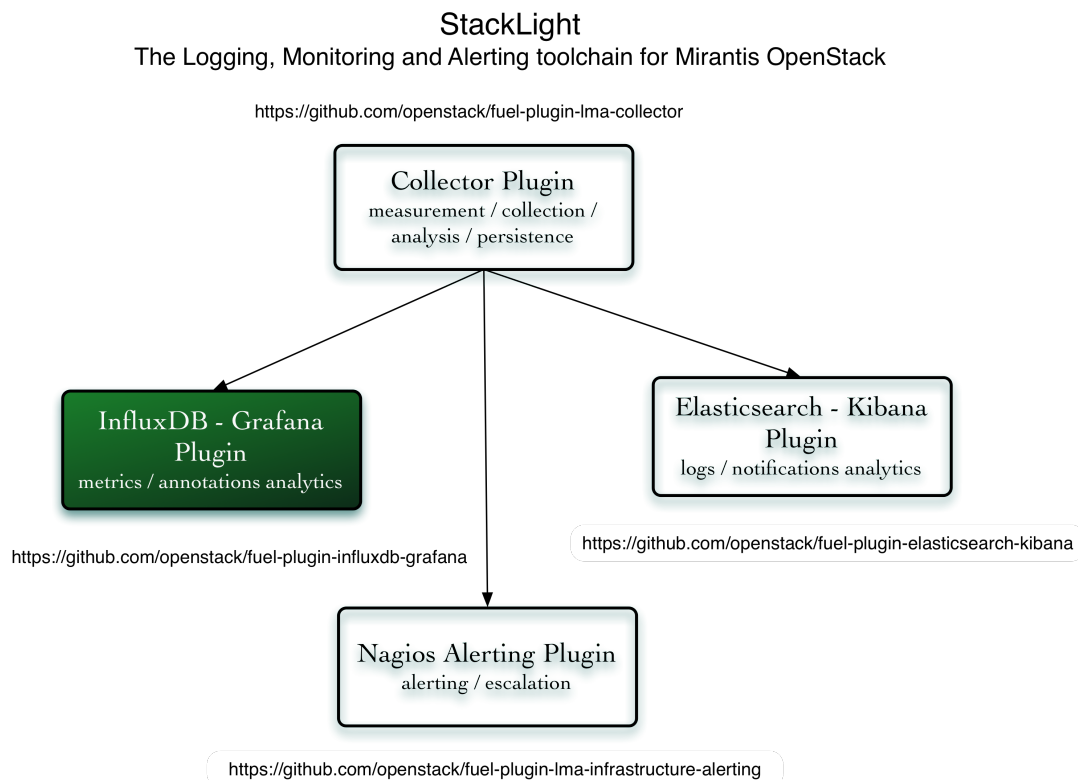 StackLight
The Logging, Monitoring and Alerting toolchain for Mirantis OpenStack
https://github.com/openstack/fuel-plugin-lma-collector
Collector Plugin
measurement / collection /
analysis / persistence
InfluxDB - Grafana
Plugin
metrics / annotations analytics
https://github.com/openstack/fuel-plugin-influxdb-grafana
Elasticsearch - Kibana
Plugin
logs / notifications analytics
https://github.com/openstack/fuel-plugin-elasticsearch-kibana
Nagios Alerting Plugin
alerting / escalation
https://github.com/openstack/fuel-plugin-lma-infrastructure-alerting